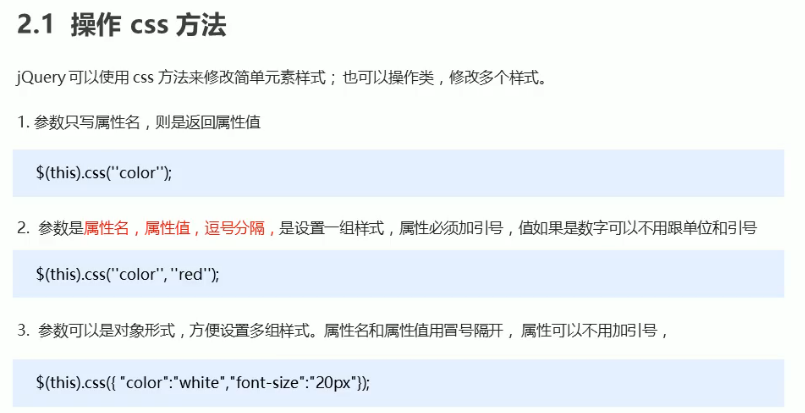 2.1 操作 css 方法
jQuery 可以使用 css 方法来修改简单元素样式； 也可以操作类，修改多个样式。
1. 参数只写属性名，则是返回属性值
$(this).css(''color'');
2. 参数是属性名，属性值，逗号分隔，是设置一组样式，属性必须加引号，值如果是数字可以不用跟单位和引号
$(this).css(''color'', ''red'');
3. 参数可以是对象形式，方便设置多组样式。属性名和属性值用冒号隔开， 属性可以不用加引号，
$(this).css({ "color":"white","font-size":"20px"});